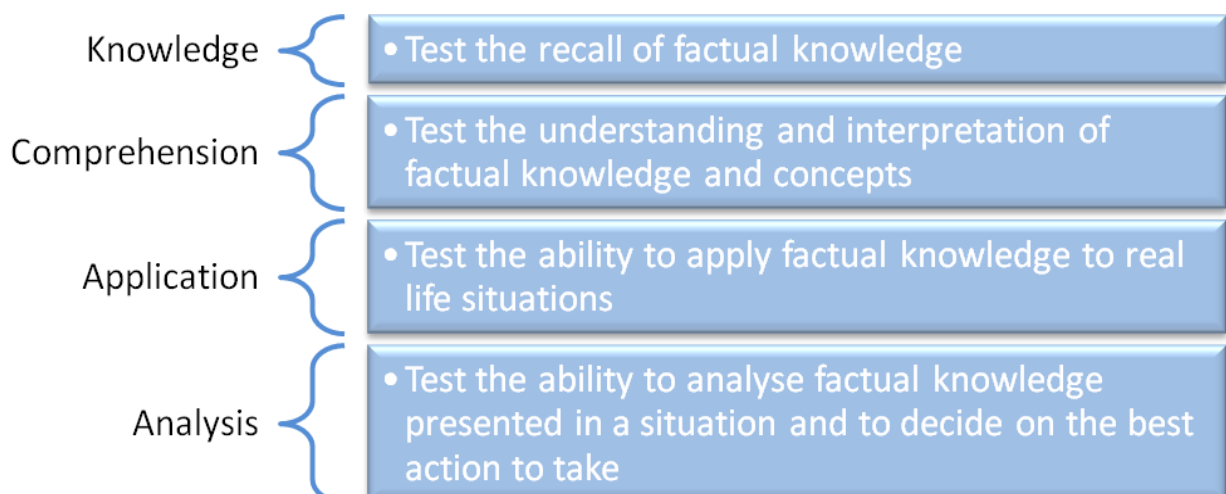 Knowledge
• Test the recall of factual knowledge
Comprehension
• Test the understanding and interpretation of
factual knowledge and concepts
Application
• Test the ability to apply factual knowledge to real
life situations
Analysis
• Test the ability to analyse factual knowledge
presented in a situation and to decide on the best
action to take